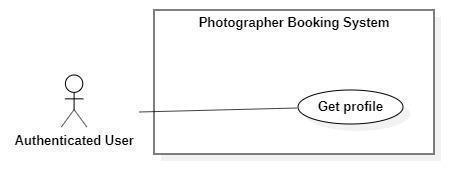 Photographer Booking System
Get profile
Authenticated User